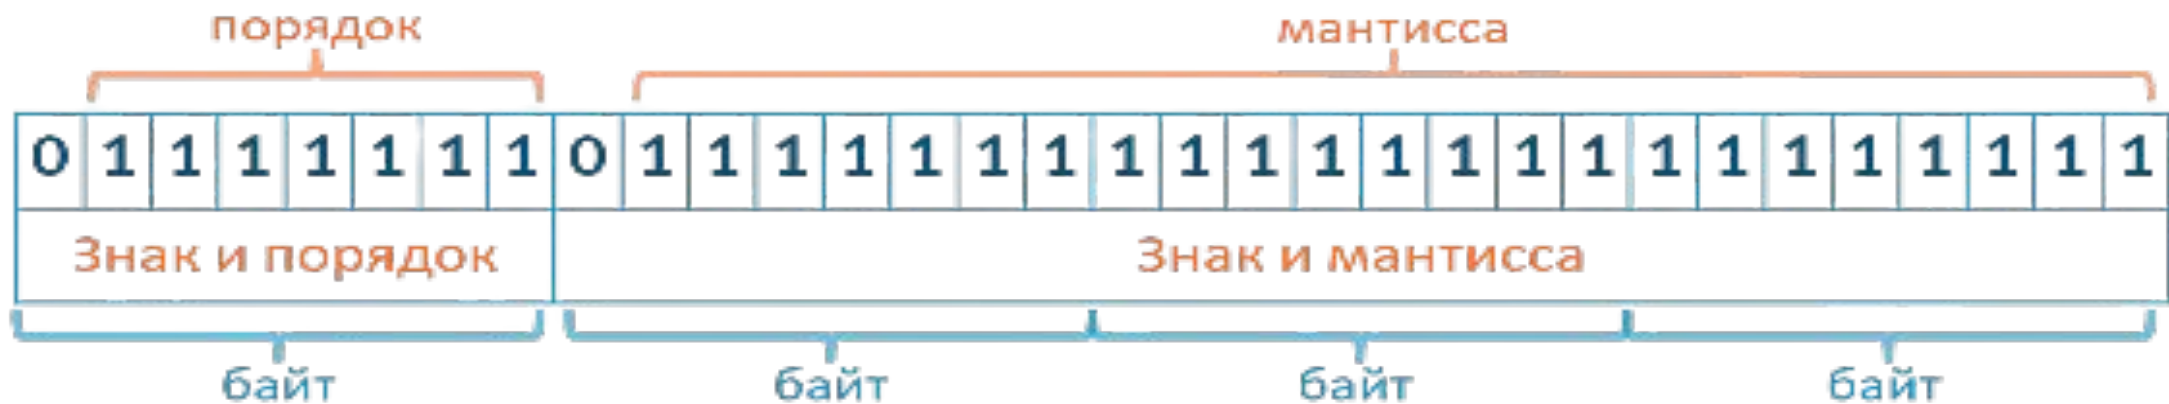 порядок мантисса
0 1 1 1 1 1 1 1 0 1 1 1 1 1 1 1 1 1 1 1 1 1 1 1 1 1 1 1 1 1 1 1
Знак и порядок Знак и мантисса
байт байт байт байт